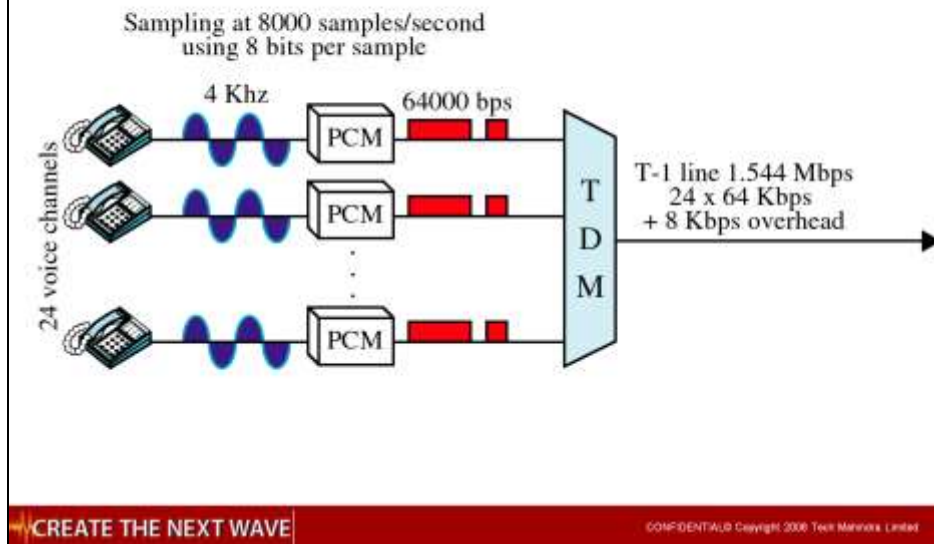 Sampling at 8000 samples/second
using 8 bits per sample
4 Khz
64000 bps
24 voice channels
PCM
PCM
PCM
T
D
M
T-1 line 1.544 Mbps
24 x 64 Kbps
+ 8 Kbps overhead
CREATE THE NEXT WAVE
CONFIDENTIAL© Copyright 2008 Tech Mahindra Limited